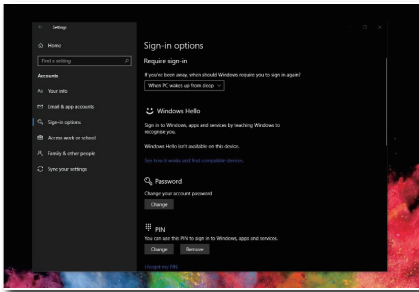 Settings
Home
Find a setting
Accounts
Your info
Email & app accounts
Sign-in options
Access work or school
Family & other people
Sync your settings
Sign-in options
Require sign-in
If you've been away, when should Windows require you to sign in again?
When PC wakes up from sleep
Windows Hello
Sign in to Windows, apps and services by teaching Windows to
recognise you.
Windows Hello isn't available on this device.
See how it works and find compatible devices.
Password
Change your account password
Change
PIN
You can use this PIN to sign in to Windows, apps and services.
Change Remove
I forgot my PIN